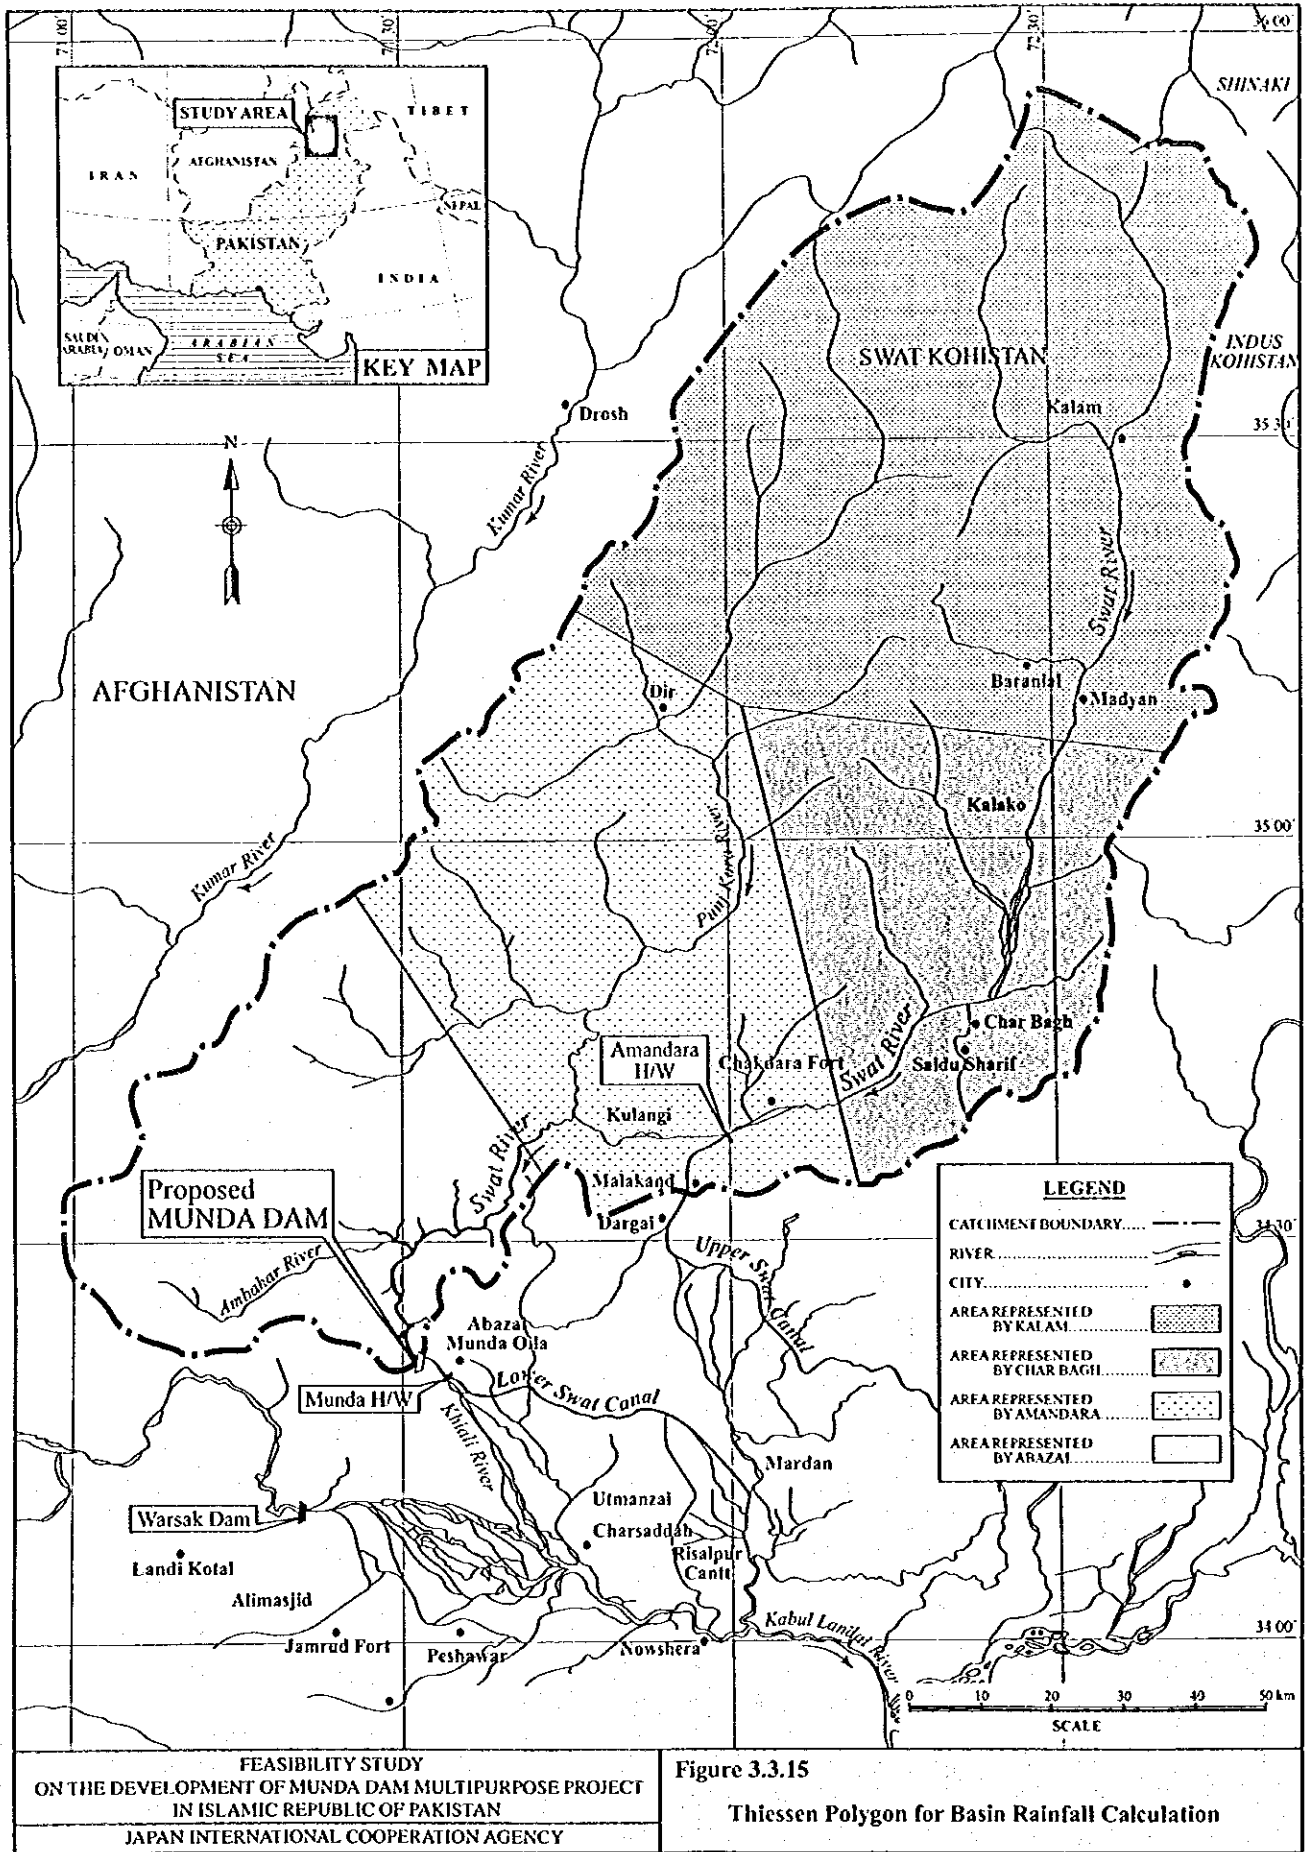 71 00'
71 30'
72 00'
72 30'
36 00'
SHINAKI
STUDY AREA
TIBET
AFGHANISTAN
IRAN
NEPAL
PAKISTAN
INDIA
SAUDI
ARABIA
OMAN
ARABIAN
SEA
KEY MAP
SWAT KOHISTAN
INDUS
KOHISTAN
Drosh
Kalam
35 30'
N
Kumar River
Swat River
AFGHANISTAN
Dir
Madyan
Kalako
35 00'
Kumar River
Char Bagh
Amandara
H/W
Chakdara Fort
Swat River
Saidu Sharif
Kulangi
Swat River
Malakand
Proposed
MUNDA DAM
Dargai
Upper Swat Canal
34 30'
Ambahar River
Abazai
Munda Qila
Lower Swat Canal
Munda H/W
Khiali River
LEGEND
CATCHMENT BOUNDARY.....
RIVER
CITY
AREA REPRESENTED
BY KALAM
AREA REPRESENTED
BY CHAR BAGH
AREA REPRESENTED
BY AMANDARA
AREA REPRESENTED
BY ABAZAI
Mardan
Utmanzai
Warsak Dam
Charsaddah
Risalpur
Cantt
Landi Kotal
Alimasjid
Jamrud Fort
Peshawar
Nowshera
Kabul Landai River
34 00'
0 10 20 30 40 50 km
SCALE
FEASIBILITY STUDY
ON THE DEVELOPMENT OF MUNDA DAM MULTIPURPOSE PROJECT
IN ISLAMIC REPUBLIC OF PAKISTAN
JAPAN INTERNATIONAL COOPERATION AGENCY
Figure 3.3.15
Thiessen Polygon for Basin Rainfall Calculation